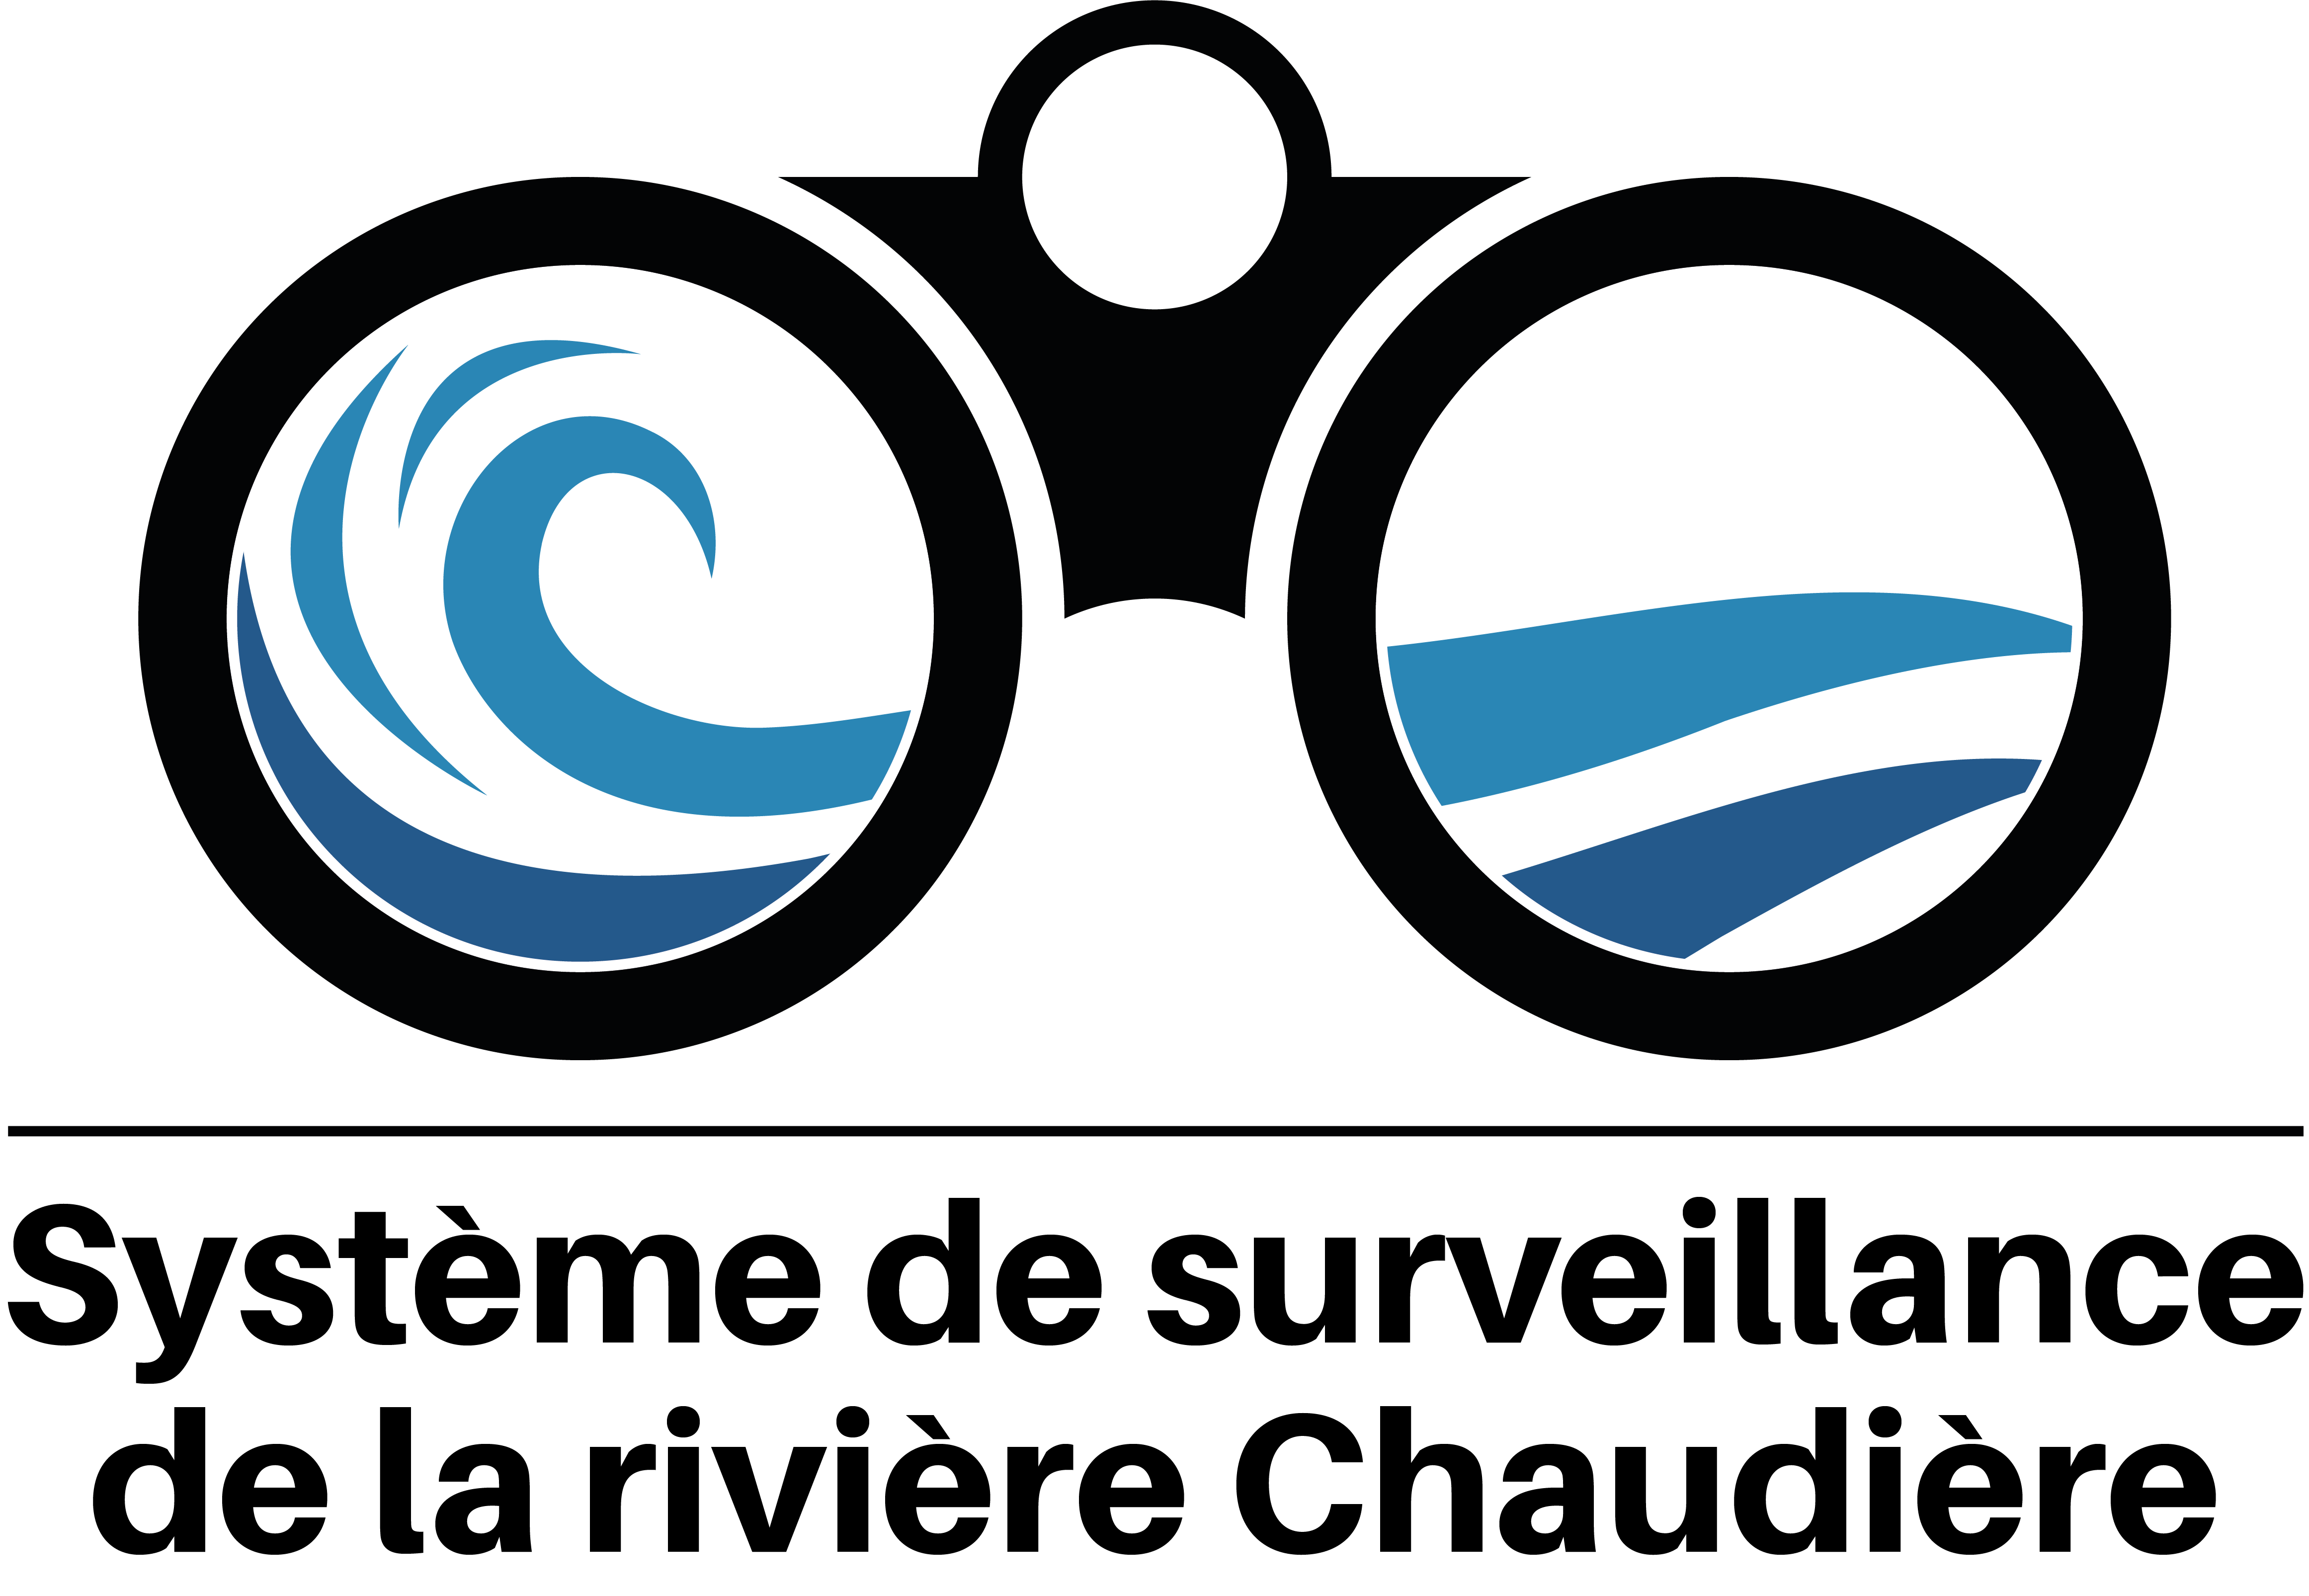 Système de surveillance
de la rivière Chaudière